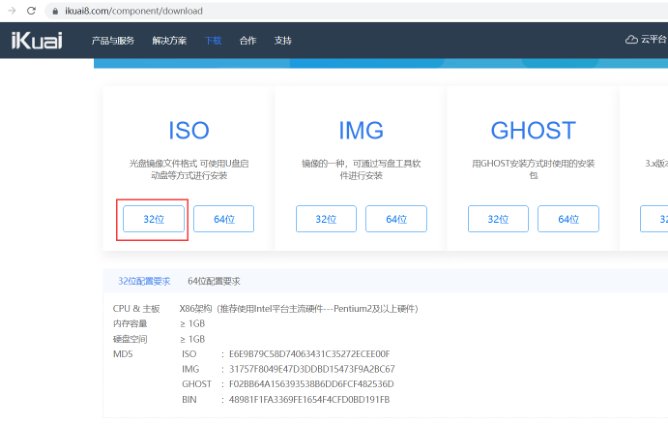 ikuai8.com/component/download
iKuai 产品与服务 解决方案 下载 合作 支持 云平台
ISO IMG GHOST
光盘镜像文件格式 可使用U盘启 镜像的一种，可通过写盘工具软 用GHOST安装方式时使用的安装 3.x版本
动盘等方式进行安装 件进行安装 包
32位 64位 32位 64位 32位 64位 32
32位配置要求 64位配置要求
CPU & 主板 X86架构（推荐使用Intel平台主流硬件---Pentium2及以上硬件）
内存容量 ≥ 1GB
硬盘空间 ≥ 1GB
MD5 ISO : E6E9B79C58D74063431C35272ECEE00F
IMG : 31757F8049E47D3DDBD15473F9A2BC67
GHOST : F02BB64A156393538B6DD6FCF482536D
BIN : 48981F1FA3369FE1654F4CFD0BD191FB